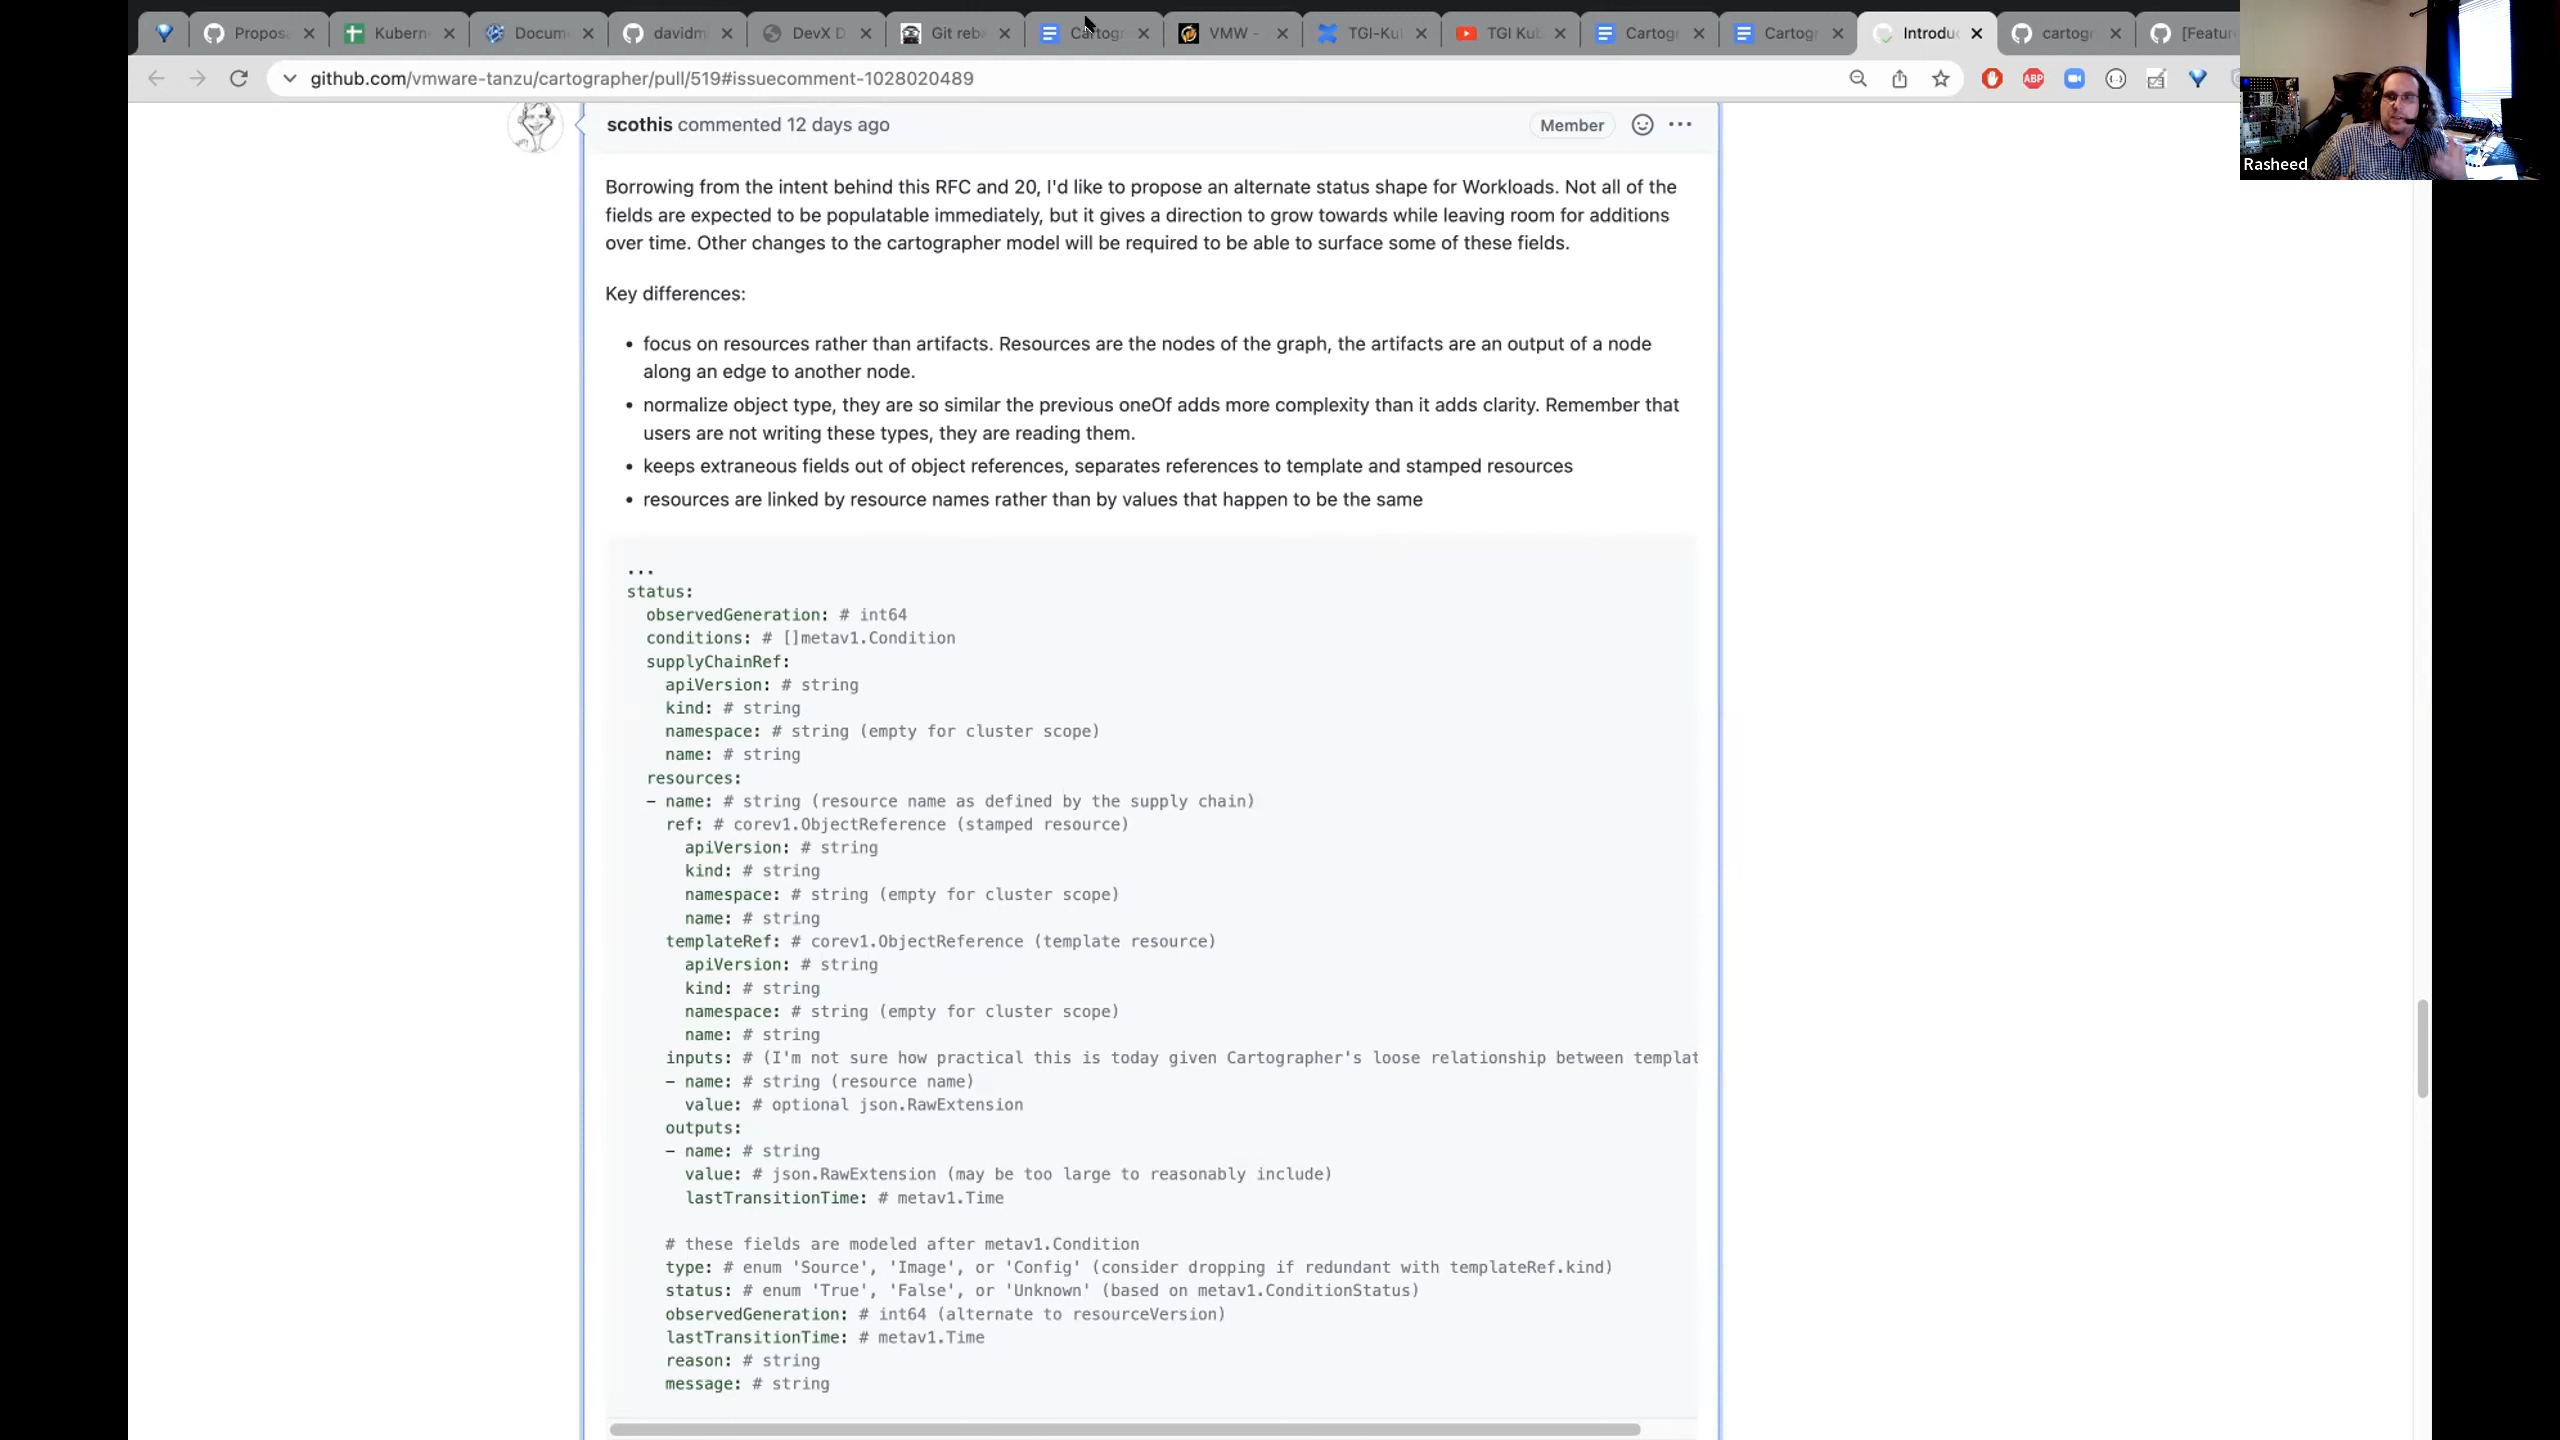 Propos
Kubern
Docum
davidm
DevX D
Git reb
Cartogr
VMW -
TGI-Ku
TGI Ku
Cartogr
Cartogr
Introduc
cartogr
[Featur
github.com/vmware-tanzu/cartographer/pull/519#issuecomment-1028020489
ABP
Rasheed
scothis commented 12 days ago
Member
Borrowing from the intent behind this RFC and 20, I'd like to propose an alternate status shape for Workloads. Not all of the
fields are expected to be populatable immediately, but it gives a direction to grow towards while leaving room for additions
over time. Other changes to the cartographer model will be required to be able to surface some of these fields.
Key differences:
• focus on resources rather than artifacts. Resources are the nodes of the graph, the artifacts are an output of a node
along an edge to another node.
• normalize object type, they are so similar the previous oneOf adds more complexity than it adds clarity. Remember that
users are not writing these types, they are reading them.
• keeps extraneous fields out of object references, separates references to template and stamped resources
• resources are linked by resource names rather than by values that happen to be the same
...
status:
observedGeneration: # int64
conditions: # []metav1.Condition
supplyChainRef:
apiVersion: # string
kind: # string
namespace: # string (empty for cluster scope)
name: # string
resources:
- name: # string (resource name as defined by the supply chain)
ref: # corev1.ObjectReference (stamped resource)
apiVersion: # string
kind: # string
namespace: # string (empty for cluster scope)
name: # string
templateRef: # corev1.ObjectReference (template resource)
apiVersion: # string
kind: # string
namespace: # string (empty for cluster scope)
name: # string
inputs: # (I'm not sure how practical this is today given Cartographer's loose relationship between templat
- name: # string (resource name)
value: # optional json.RawExtension
outputs:
- name: # string
value: # json.RawExtension (may be too large to reasonably include)
lastTransitionTime: # metav1.Time
# these fields are modeled after metav1.Condition
type: # enum 'Source', 'Image', or 'Config' (consider dropping if redundant with templateRef.kind)
status: # enum 'True', 'False', or 'Unknown' (based on metav1.ConditionStatus)
observedGeneration: # int64 (alternate to resourceVersion)
lastTransitionTime: # metav1.Time
reason: # string
message: # string